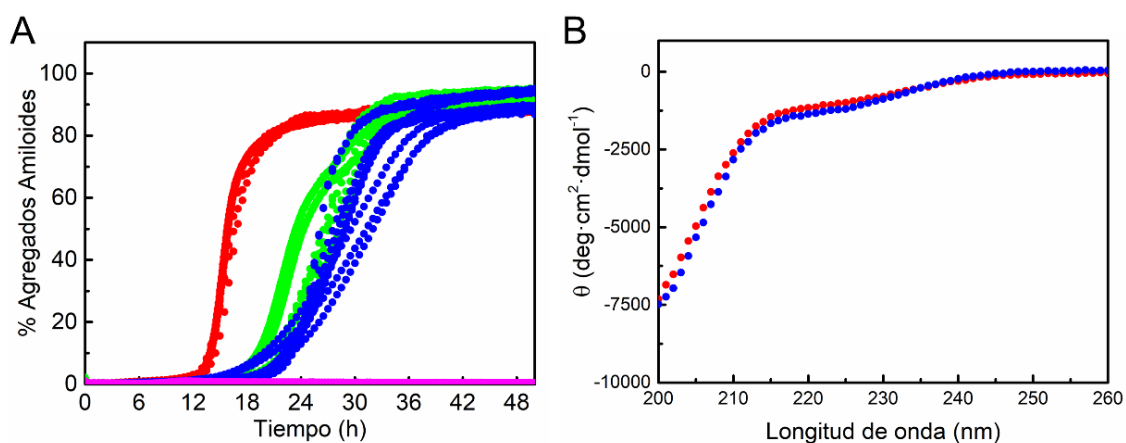 A
% Agregados Amiloides
100
80
60
40
20
0
0 6 12 18 24 30 36 42 48
Tiempo (h)
B
θ (deg·cm²·dmol⁻¹)
0
-2500
-5000
-7500
-10000
200 210 220 230 240 250 260
Longitud de onda (nm)